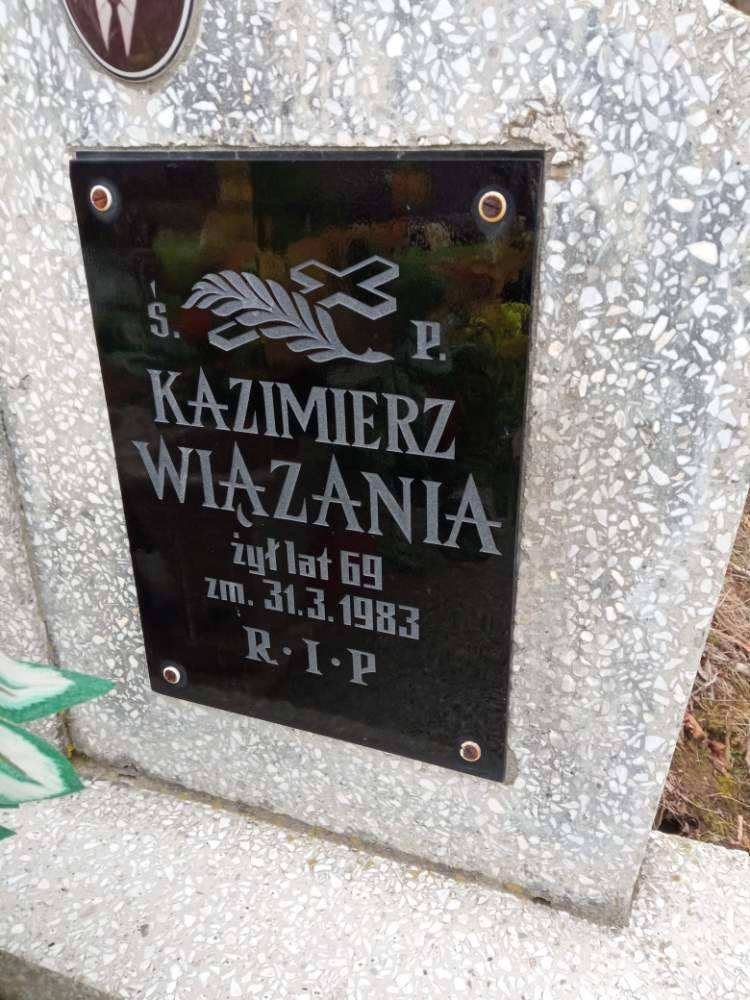 Ś. P.
KAZIMIERZ
WIĄZANIA
żył lat 69
zm. 31.3.1983
R·I·P